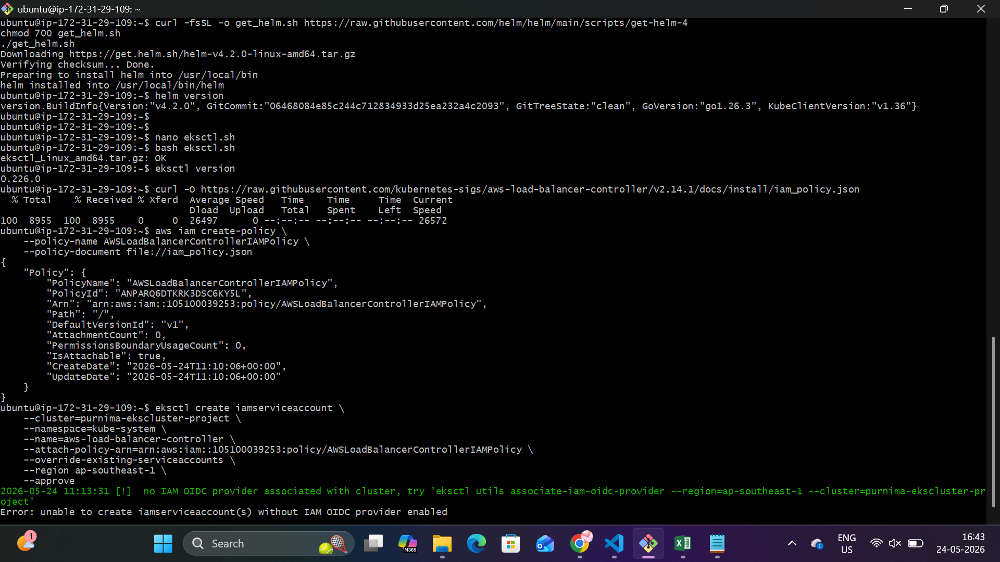 ubuntu@ip-172-31-29-109: ~
ubuntu@ip-172-31-29-109:~$ curl -fsSL -o get_helm.sh https://raw.githubusercontent.com/helm/helm/main/scripts/get-helm-4
chmod 700 get_helm.sh
./get_helm.sh
Downloading https://get.helm.sh/helm-v4.2.0-linux-amd64.tar.gz
Verifying checksum... Done.
Preparing to install helm into /usr/local/bin
helm installed into /usr/local/bin/helm
ubuntu@ip-172-31-29-109:~$ helm version
version.BuildInfo{Version:"v4.2.0", GitCommit:"06468084e85c244c712834933d25ea232a4c2093", GitTreeState:"clean", GoVersion:"go1.26.3", KubeClientVersion:"v1.36"}
ubuntu@ip-172-31-29-109:~$
ubuntu@ip-172-31-29-109:~$
ubuntu@ip-172-31-29-109:~$ nano eksctl.sh
ubuntu@ip-172-31-29-109:~$ bash eksctl.sh
eksctl_Linux_amd64.tar.gz: OK
ubuntu@ip-172-31-29-109:~$ eksctl version
0.226.0
ubuntu@ip-172-31-29-109:~$ curl -O https://raw.githubusercontent.com/kubernetes-sigs/aws-load-balancer-controller/v2.14.1/docs/install/iam_policy.json
  % Total    % Received % Xferd  Average Speed   Time    Time     Time  Current
                                 Dload  Upload   Total   Spent    Left  Speed
100  8955  100  8955    0     0  26497      0 --:--:-- --:--:-- --:--:-- 26572
ubuntu@ip-172-31-29-109:~$ aws iam create-policy \
    --policy-name AWSLoadBalancerControllerIAMPolicy \
    --policy-document file://iam_policy.json
{
    "Policy": {
        "PolicyName": "AWSLoadBalancerControllerIAMPolicy",
        "PolicyId": "ANPARQ6DTKRK3DSC6KY5L",
        "Arn": "arn:aws:iam::105100039253:policy/AWSLoadBalancerControllerIAMPolicy",
        "Path": "/",
        "DefaultVersionId": "v1",
        "AttachmentCount": 0,
        "PermissionsBoundaryUsageCount": 0,
        "IsAttachable": true,
        "CreateDate": "2026-05-24T11:10:06+00:00",
        "UpdateDate": "2026-05-24T11:10:06+00:00"
    }
}
ubuntu@ip-172-31-29-109:~$ eksctl create iamserviceaccount \
    --cluster=purnima-ekscluster-project \
    --namespace=kube-system \
    --name=aws-load-balancer-controller \
    --attach-policy-arn=arn:aws:iam::105100039253:policy/AWSLoadBalancerControllerIAMPolicy \
    --override-existing-serviceaccounts \
    --region ap-southeast-1 \
    --approve
2026-05-24 11:13:31 [!]  no IAM OIDC provider associated with cluster, try 'eksctl utils associate-iam-oidc-provider --region=ap-southeast-1 --cluster=purnima-ekscluster-pr
oject'
Error: unable to create iamserviceaccount(s) without IAM OIDC provider enabled
1
Search
M365
ENG
US
16:43
24-05-2026